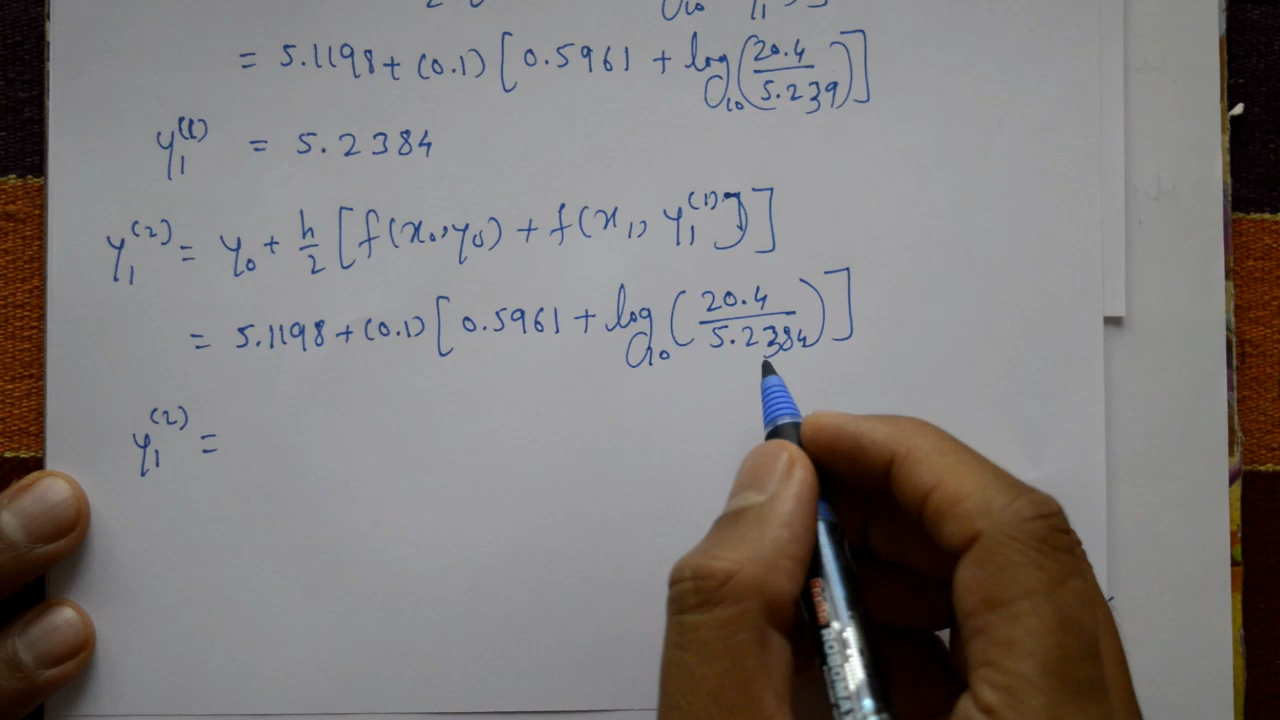 = 5.1198 + (0.1) [0.5961 + log₁₀(20.4/5.239)]
y₁⁽¹⁾ = 5.2384
y₁⁽²⁾ = y₀ + h/2 [f(x₀, y₀) + f(x₁, y₁⁽¹⁾)]
= 5.1198 + (0.1) [0.5961 + log₁₀(20.4/5.2384)]
y₁⁽²⁾ =